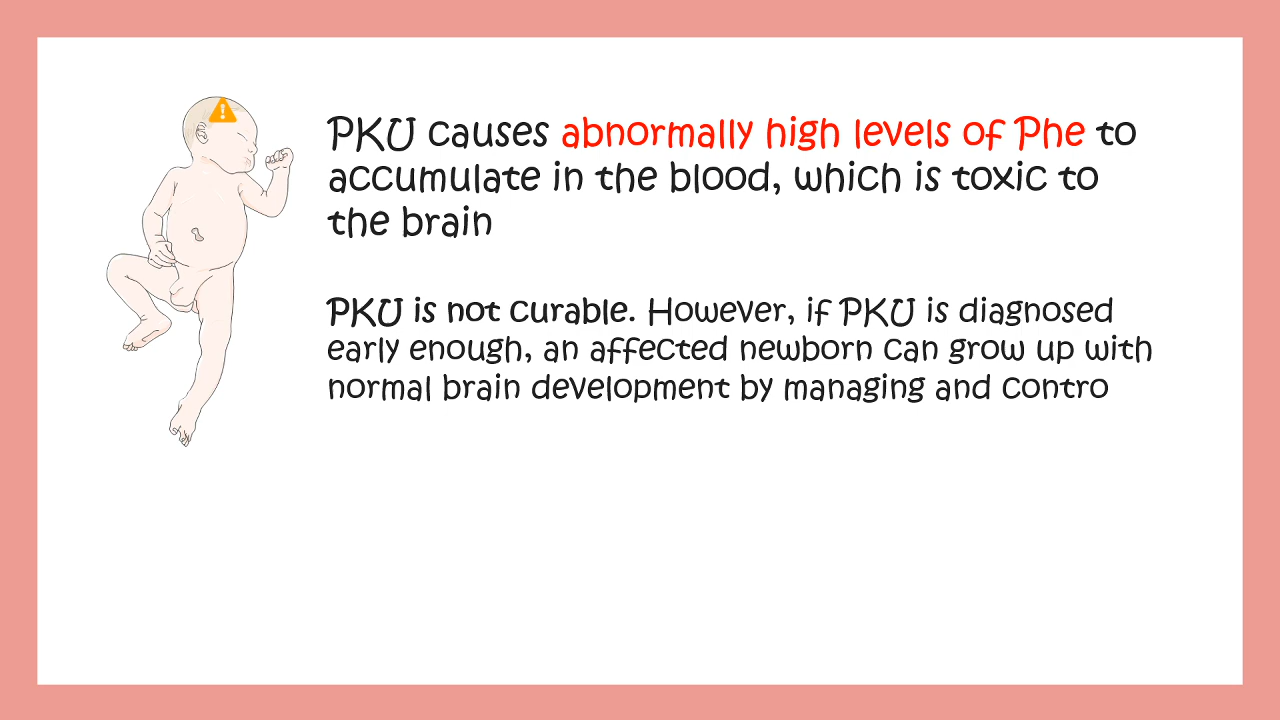 PKU causes abnormally high levels of Phe to
accumulate in the blood, which is toxic to
the brain
PKU is not curable. However, if PKU is diagnosed
early enough, an affected newborn can grow up with
normal brain development by managing and contro